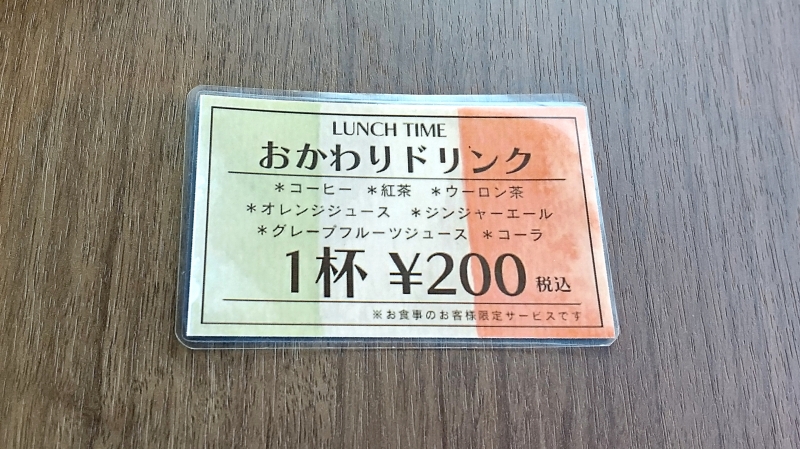 LUNCH TIME
おかわりドリンク
＊コーヒー ＊紅茶 ＊ウーロン茶
＊オレンジジュース ＊ジンジャーエール
＊グレープフルーツジュース ＊コーラ
1杯 ¥200 税込
※お食事のお客様限定サービスです